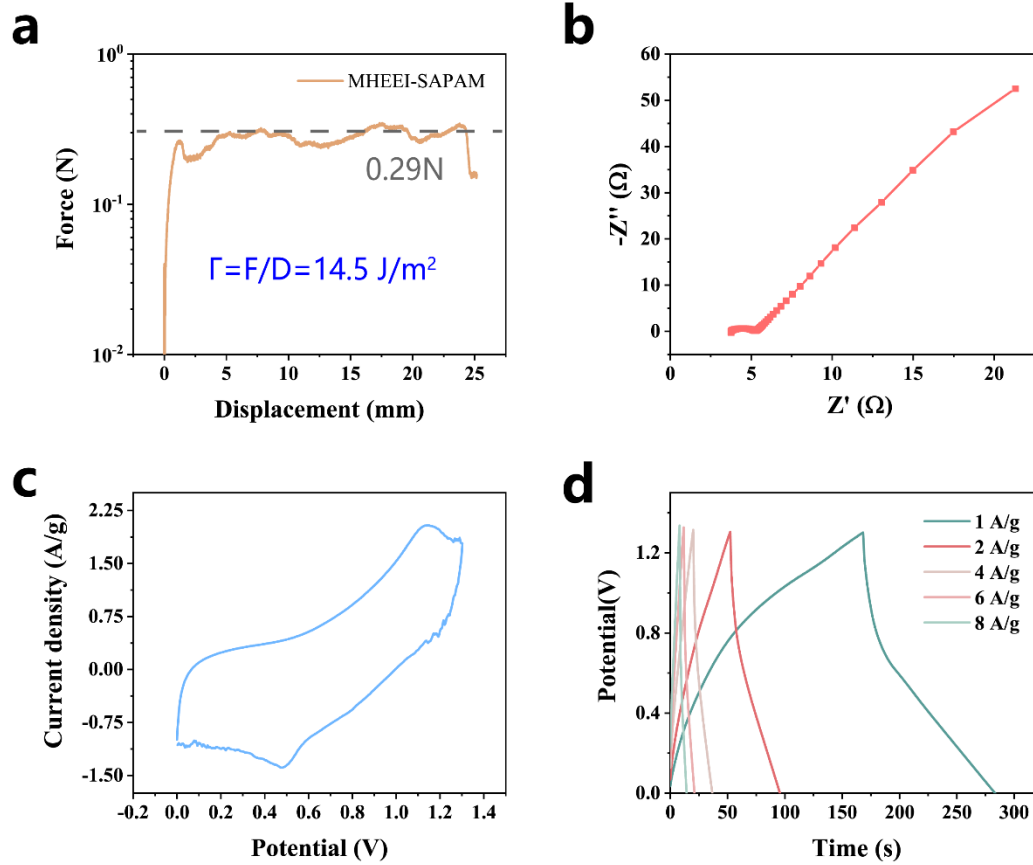 a
10⁰
10⁻¹
10⁻²
Force (N)
MHEEI-SAPAM
0.29N
Γ=F/D=14.5 J/m²
0 5 10 15 20 25
Displacement (mm)
b
60
50
40
30
20
10
0
-Z'' (Ω)
0 5 10 15 20
Z' (Ω)
c
2.25
1.50
0.75
0.00
-0.75
-1.50
Current density (A/g)
-0.2 0.0 0.2 0.4 0.6 0.8 1.0 1.2 1.4
Potential (V)
d
1.2
0.8
0.4
0.0
Potential(V)
1 A/g
2 A/g
4 A/g
6 A/g
8 A/g
0 50 100 150 200 250 300
Time (s)